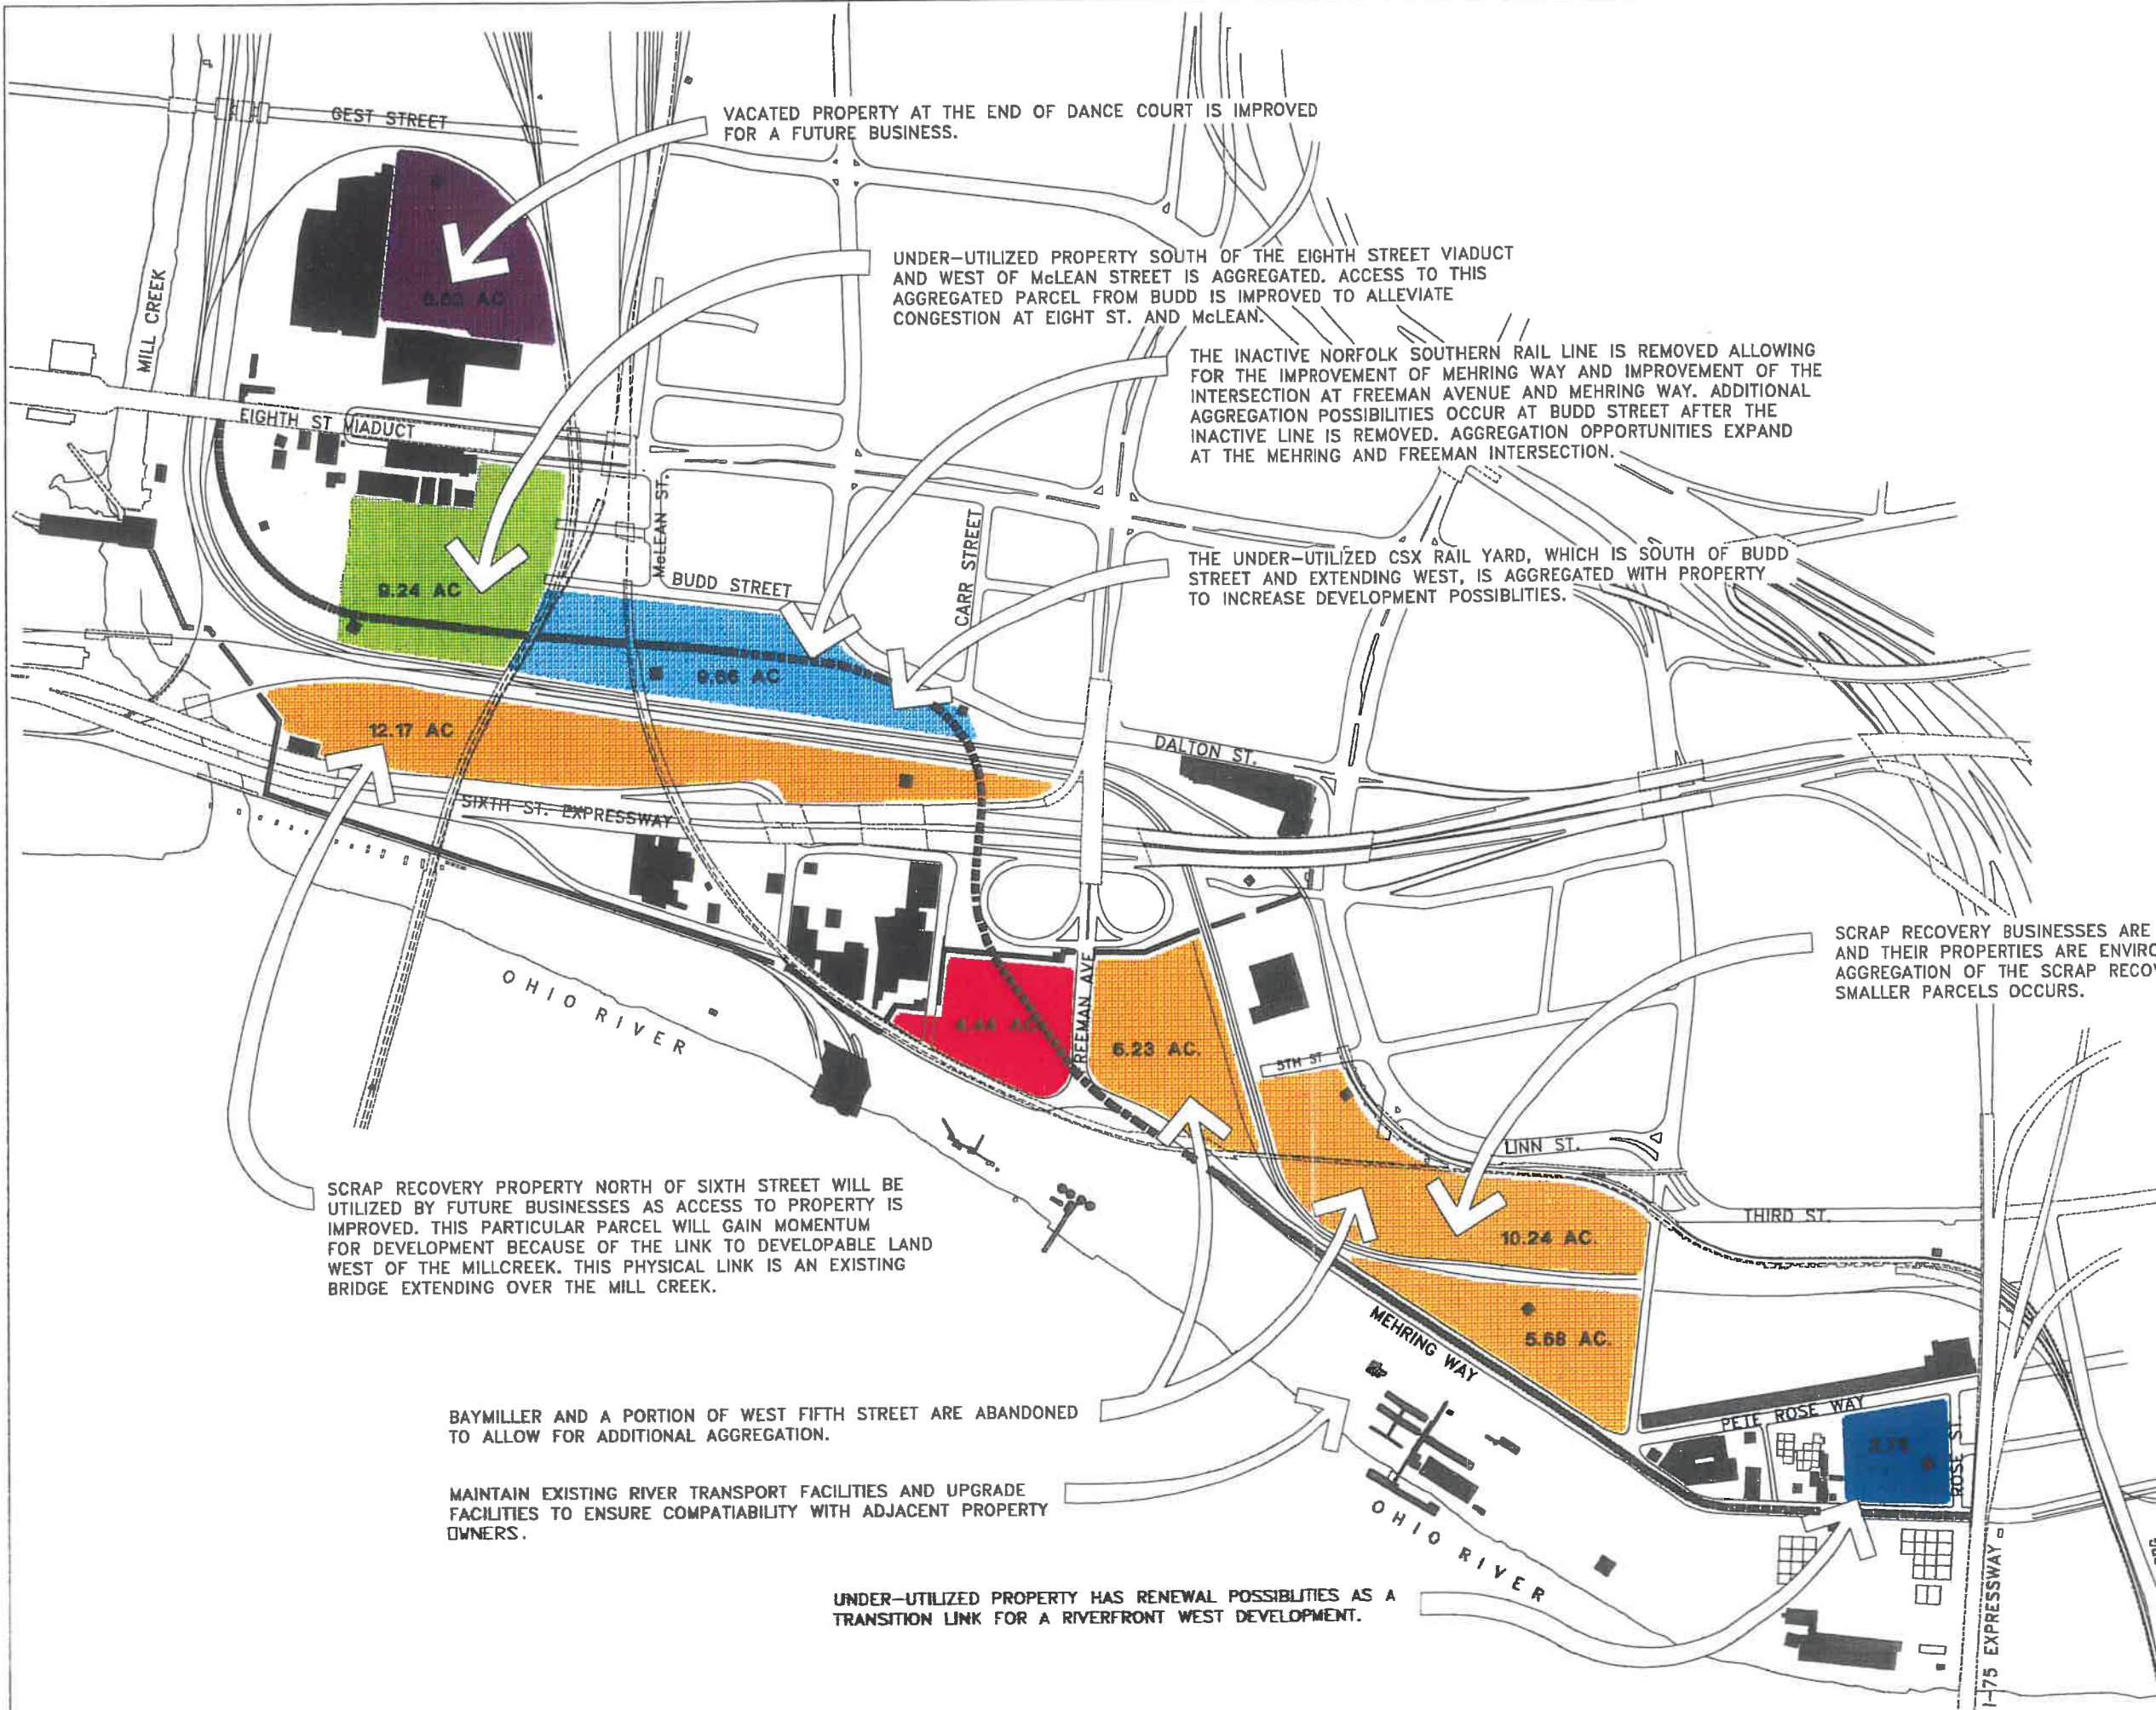 GEST STREET
VACATED PROPERTY AT THE END OF DANCE COURT IS IMPROVED
FOR A FUTURE BUSINESS.
MILL CREEK
AC
UNDER-UTILIZED PROPERTY SOUTH OF THE EIGHTH STREET VIADUCT
AND WEST OF McLEAN STREET IS AGGREGATED. ACCESS TO THIS
AGGREGATED PARCEL FROM BUDD IS IMPROVED TO ALLEVIATE
CONGESTION AT EIGHT ST. AND McLEAN.
THE INACTIVE NORFOLK SOUTHERN RAIL LINE IS REMOVED ALLOWING
FOR THE IMPROVEMENT OF MEHRING WAY AND IMPROVEMENT OF THE
INTERSECTION AT FREEMAN AVENUE AND MEHRING WAY. ADDITIONAL
AGGREGATION POSSIBILITIES OCCUR AT BUDD STREET AFTER THE
INACTIVE LINE IS REMOVED. AGGREGATION OPPORTUNITIES EXPAND
AT THE MEHRING AND FREEMAN INTERSECTION.
EIGHTH ST VIADUCT
McLEAN ST.
CARR STREET
THE UNDER-UTILIZED CSX RAIL YARD, WHICH IS SOUTH OF BUDD
STREET AND EXTENDING WEST, IS AGGREGATED WITH PROPERTY
TO INCREASE DEVELOPMENT POSSIBLITIES.
9.24 AC
BUDD STREET
9.66 AC
12.17 AC
DALTON ST.
SIXTH ST. EXPRESSWAY
SCRAP RECOVERY BUSINESSES ARE
AND THEIR PROPERTIES ARE ENVIRO
AGGREGATION OF THE SCRAP RECOV
SMALLER PARCELS OCCURS.
OHIO RIVER
4.44 AC
REEMAN AVE
6.23 AC.
5TH ST
LINN ST.
SCRAP RECOVERY PROPERTY NORTH OF SIXTH STREET WILL BE
UTILIZED BY FUTURE BUSINESSES AS ACCESS TO PROPERTY IS
IMPROVED. THIS PARTICULAR PARCEL WILL GAIN MOMENTUM
FOR DEVELOPMENT BECAUSE OF THE LINK TO DEVELOPABLE LAND
WEST OF THE MILLCREEK. THIS PHYSICAL LINK IS AN EXISTING
BRIDGE EXTENDING OVER THE MILL CREEK.
THIRD ST.
10.24 AC.
5.68 AC.
MEHRING WAY
BAYMILLER AND A PORTION OF WEST FIFTH STREET ARE ABANDONED
TO ALLOW FOR ADDITIONAL AGGREGATION.
PETE ROSE WAY
ROSE ST.
MAINTAIN EXISTING RIVER TRANSPORT FACILITIES AND UPGRADE
FACILITIES TO ENSURE COMPATIABILITY WITH ADJACENT PROPERTY
OWNERS.
OHIO RIVER
UNDER-UTILIZED PROPERTY HAS RENEWAL POSSIBLITIES AS A
TRANSITION LINK FOR A RIVERFRONT WEST DEVELOPMENT.
I-75 EXPRESSWAY